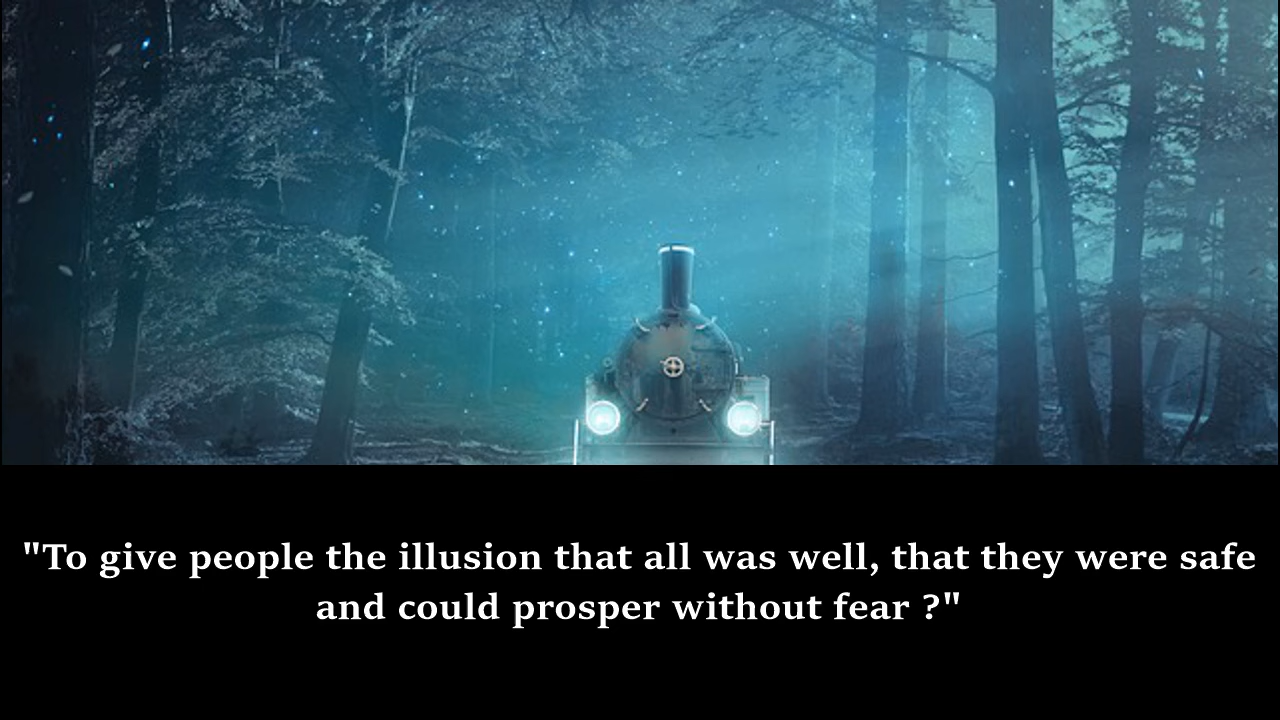 "To give people the illusion that all was well, that they were safe
and could prosper without fear ?"